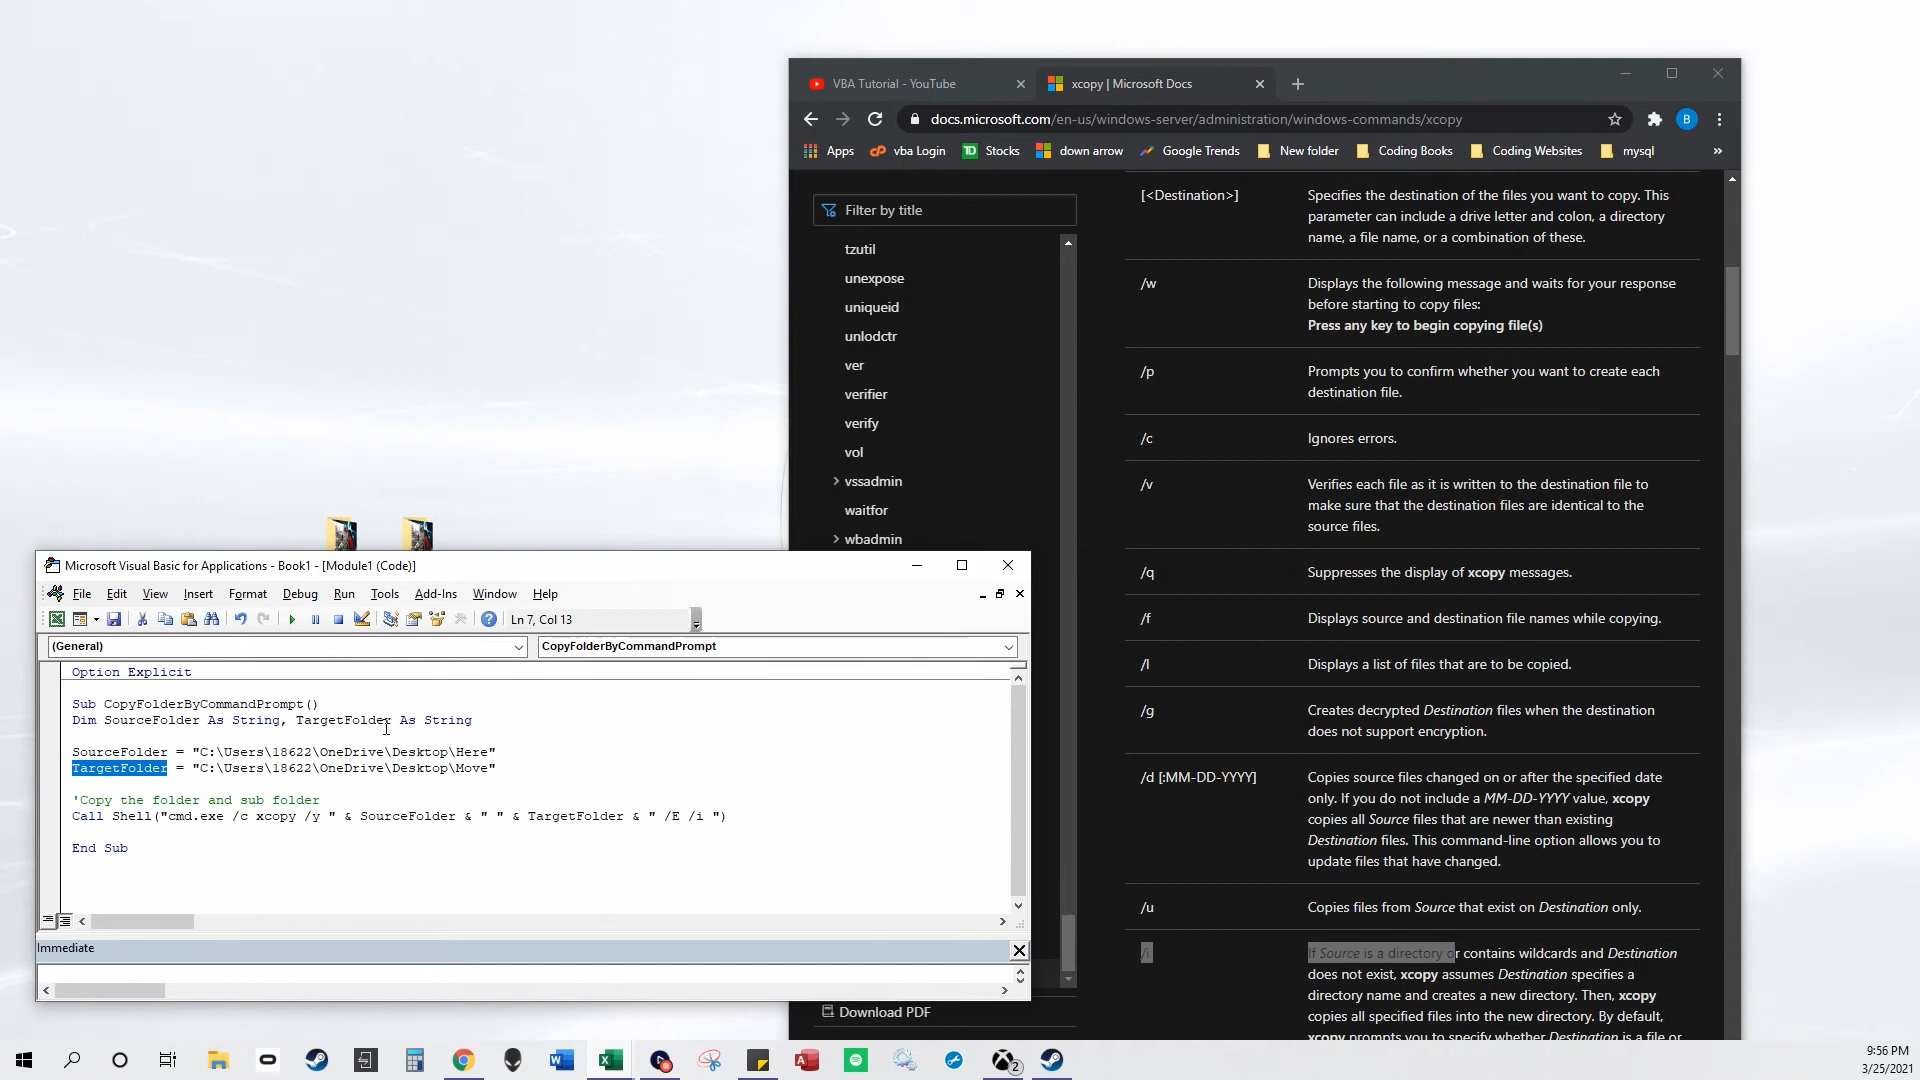 VBA Tutorial - YouTube
xcopy | Microsoft Docs
docs.microsoft.com/en-us/windows-server/administration/windows-commands/xcopy
B
Apps
vba Login
Stocks
down arrow
Google Trends
New folder
Coding Books
Coding Websites
mysql
»
Filter by title
tzutil
unexpose
uniqueid
unlodctr
ver
verifier
verify
vol
vssadmin
waitfor
wbadmin
Download PDF
[<Destination>]
Specifies the destination of the files you want to copy. This
parameter can include a drive letter and colon, a directory
name, a file name, or a combination of these.
/w
Displays the following message and waits for your response
before starting to copy files:
Press any key to begin copying file(s)
/p
Prompts you to confirm whether you want to create each
destination file.
/c
Ignores errors.
/v
Verifies each file as it is written to the destination file to
make sure that the destination files are identical to the
source files.
/q
Suppresses the display of xcopy messages.
/f
Displays source and destination file names while copying.
/l
Displays a list of files that are to be copied.
/g
Creates decrypted Destination files when the destination
does not support encryption.
/d [:MM-DD-YYYY]
Copies source files changed on or after the specified date
only. If you do not include a MM-DD-YYYY value, xcopy
copies all Source files that are newer than existing
Destination files. This command-line option allows you to
update files that have changed.
/u
Copies files from Source that exist on Destination only.
/i
If Source is a directory or contains wildcards and Destination
does not exist, xcopy assumes Destination specifies a
directory name and creates a new directory. Then, xcopy
copies all specified files into the new directory. By default,
xcopy prompts you to specify whether Destination is a file or
Microsoft Visual Basic for Applications - Book1 - [Module1 (Code)]
File Edit View Insert Format Debug Run Tools Add-Ins Window Help
Ln 7, Col 13
(General)
CopyFolderByCommandPrompt
Option Explicit
Sub CopyFolderByCommandPrompt()
Dim SourceFolder As String, TargetFolder As String
SourceFolder = "C:\Users\18622\OneDrive\Desktop\Here"
TargetFolder = "C:\Users\18622\OneDrive\Desktop\Move"
'Copy the folder and sub folder
Call Shell("cmd.exe /c xcopy /y " & SourceFolder & " " & TargetFolder & " /E /i ")
End Sub
Immediate
2
9:56 PM
3/25/2021